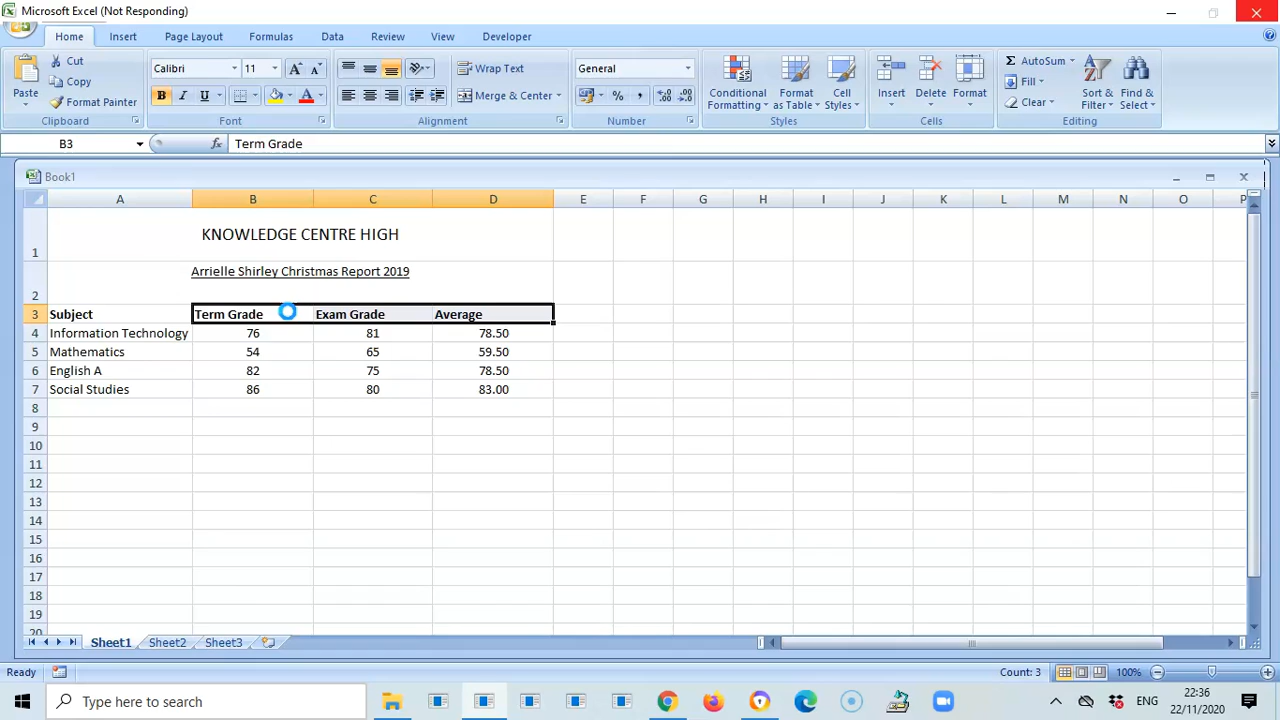 Microsoft Excel (Not Responding)
Home Insert Page Layout Formulas Data Review View Developer
Cut
Copy
Format Painter
Paste
Clipboard
Calibri 11
B I U
A A
A
Font
Wrap Text
Merge & Center
Alignment
General
$ % ,
Number
Conditional Formatting
Format as Table
Cell Styles
Styles
Insert Delete Format
Cells
Σ AutoSum
Fill
Clear
Sort & Filter
Find & Select
Editing
B3 fx Term Grade
Book1
A B C D E F G H I J K L M N O P
1 KNOWLEDGE CENTRE HIGH
2 Arrielle Shirley Christmas Report 2019
3 Subject Term Grade Exam Grade Average
4 Information Technology 76 81 78.50
5 Mathematics 54 65 59.50
6 English A 82 75 78.50
7 Social Studies 86 80 83.00
8
9
10
11
12
13
14
15
16
17
18
19
20
Sheet1 Sheet2 Sheet3
Ready Count: 3 100%
Type here to search
ENG
22:36
22/11/2020